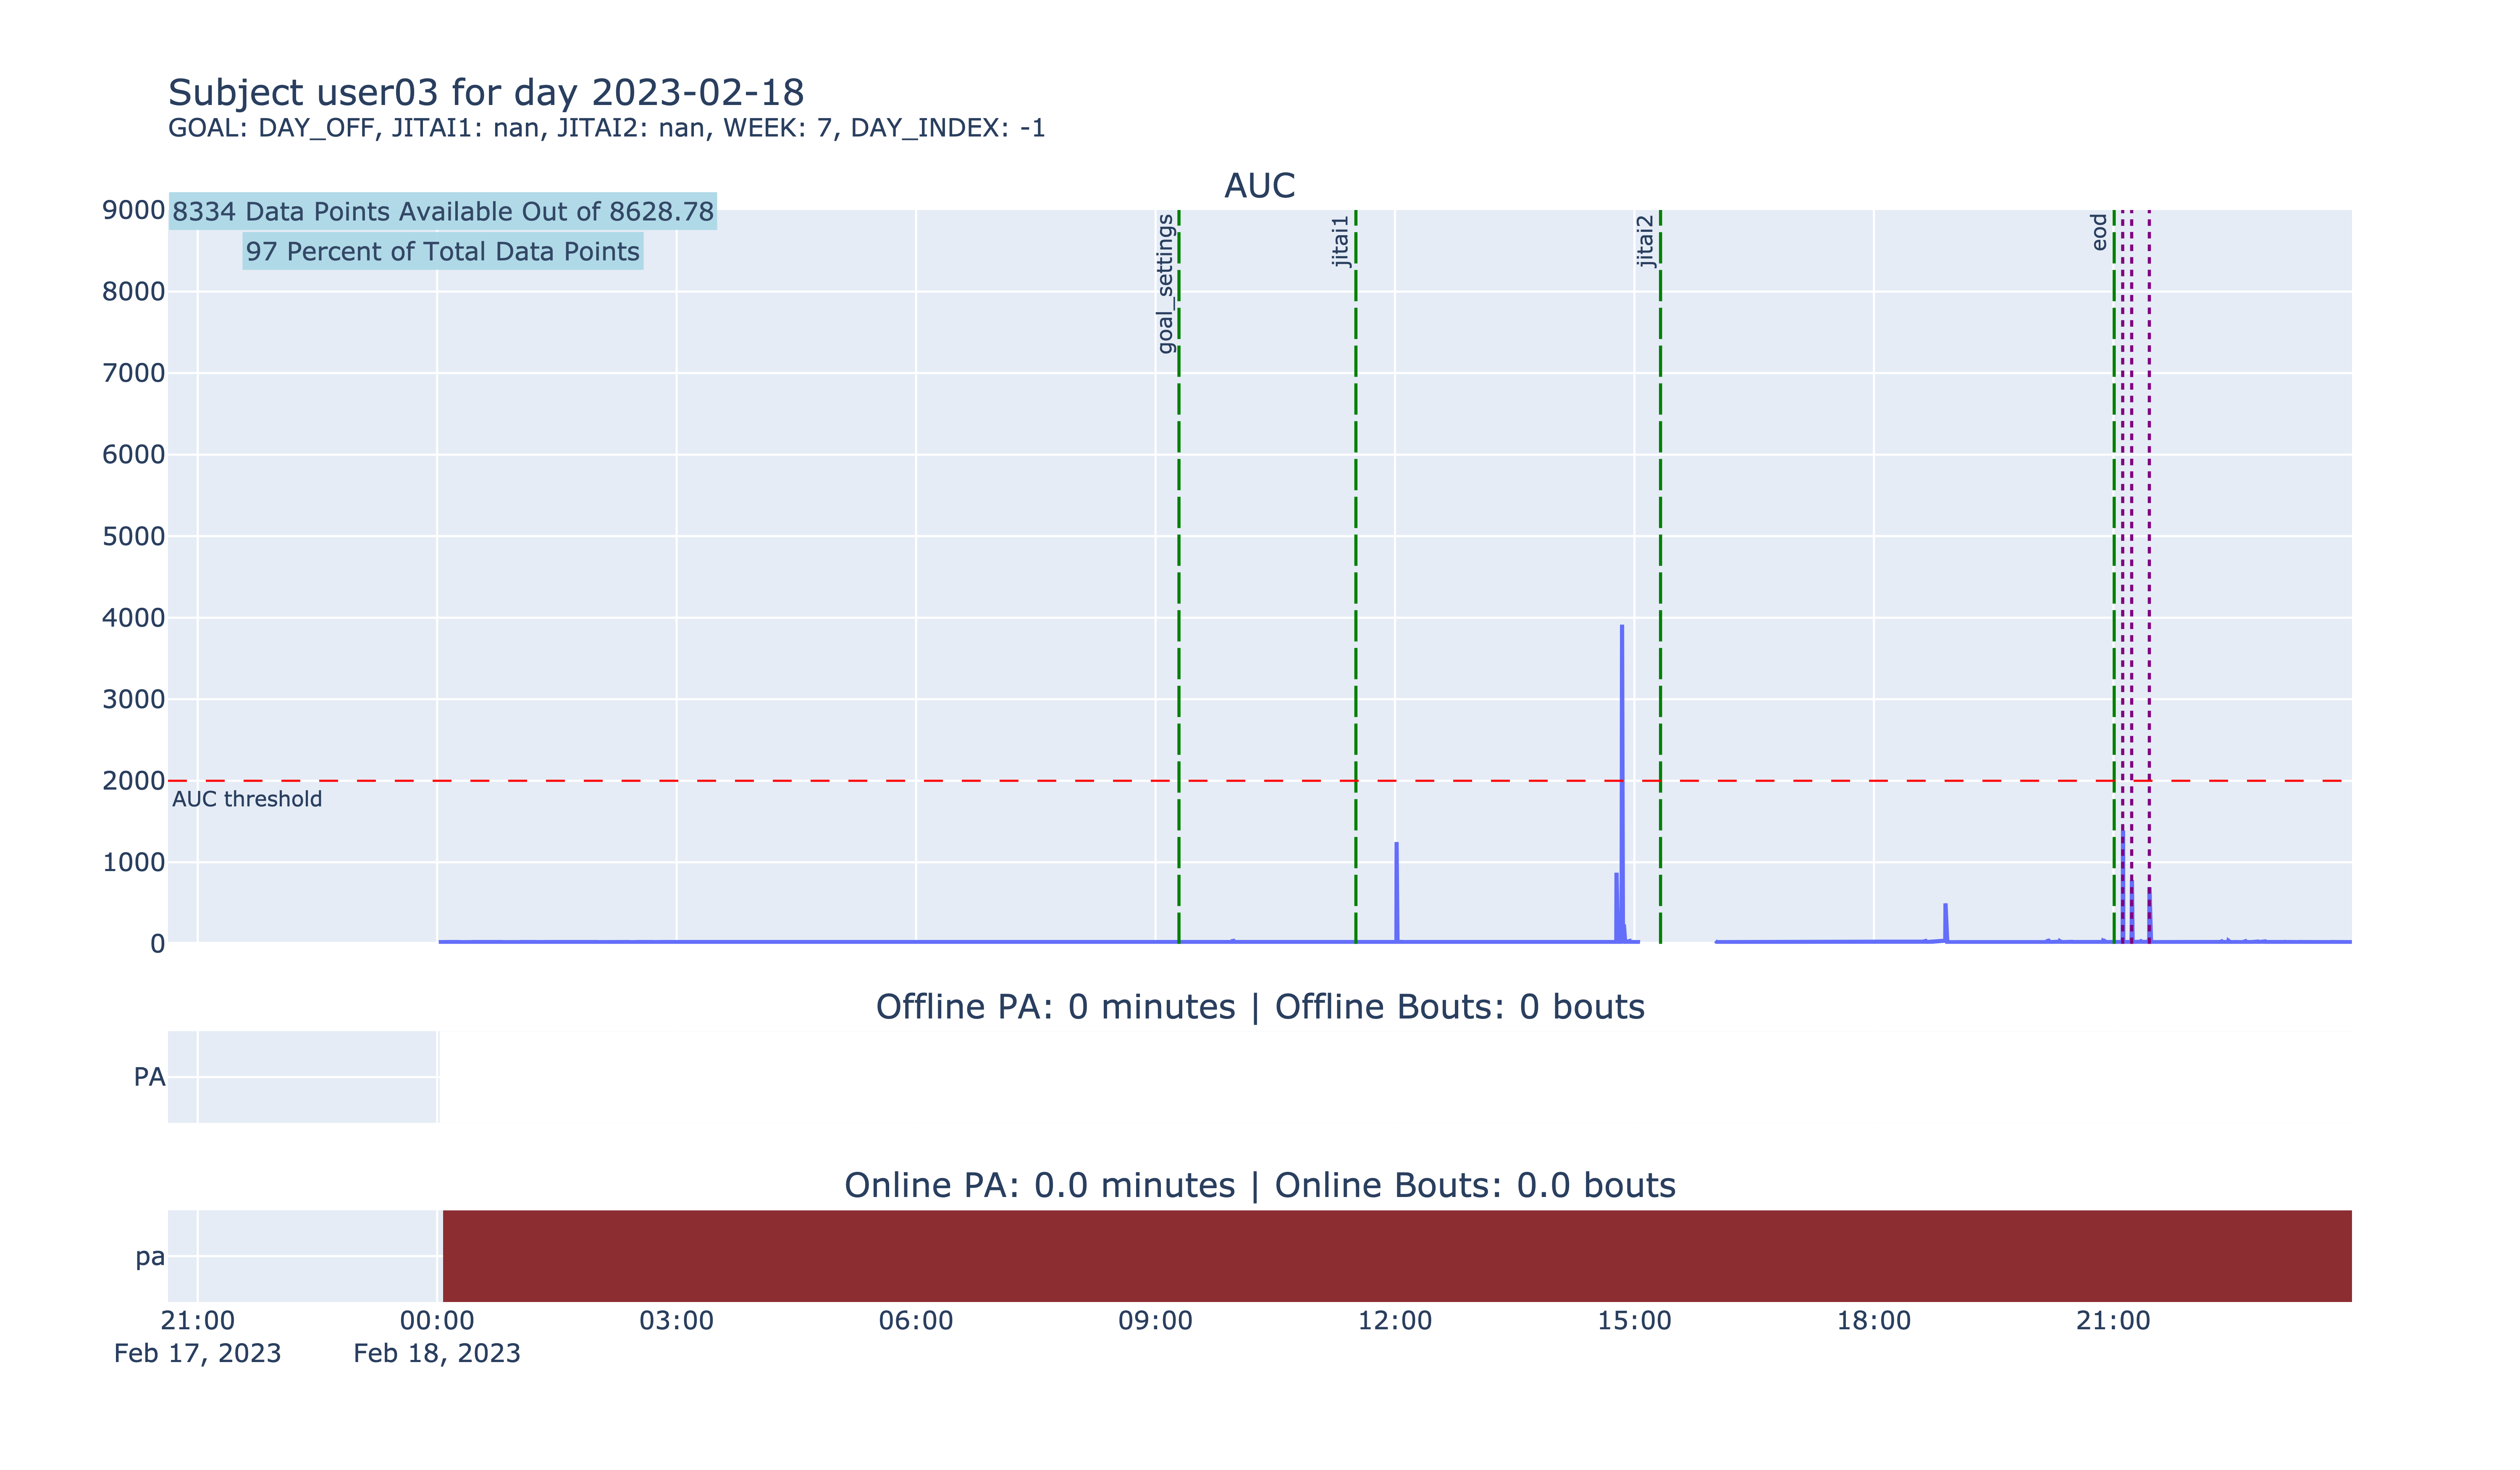 Subject user03 for day 2023-02-18
GOAL: DAY_OFF, JITAI1: nan, JITAI2: nan, WEEK: 7, DAY_INDEX: -1
AUC
8334 Data Points Available Out of 8628.78
97 Percent of Total Data Points
goal_settings
jitai1
jitai2
eod
9000
8000
7000
6000
5000
4000
3000
2000
AUC threshold
1000
0
Offline PA: 0 minutes | Offline Bouts: 0 bouts
PA
Online PA: 0.0 minutes | Online Bouts: 0.0 bouts
pa
21:00 00:00 03:00 06:00 09:00 12:00 15:00 18:00 21:00
Feb 17, 2023 Feb 18, 2023